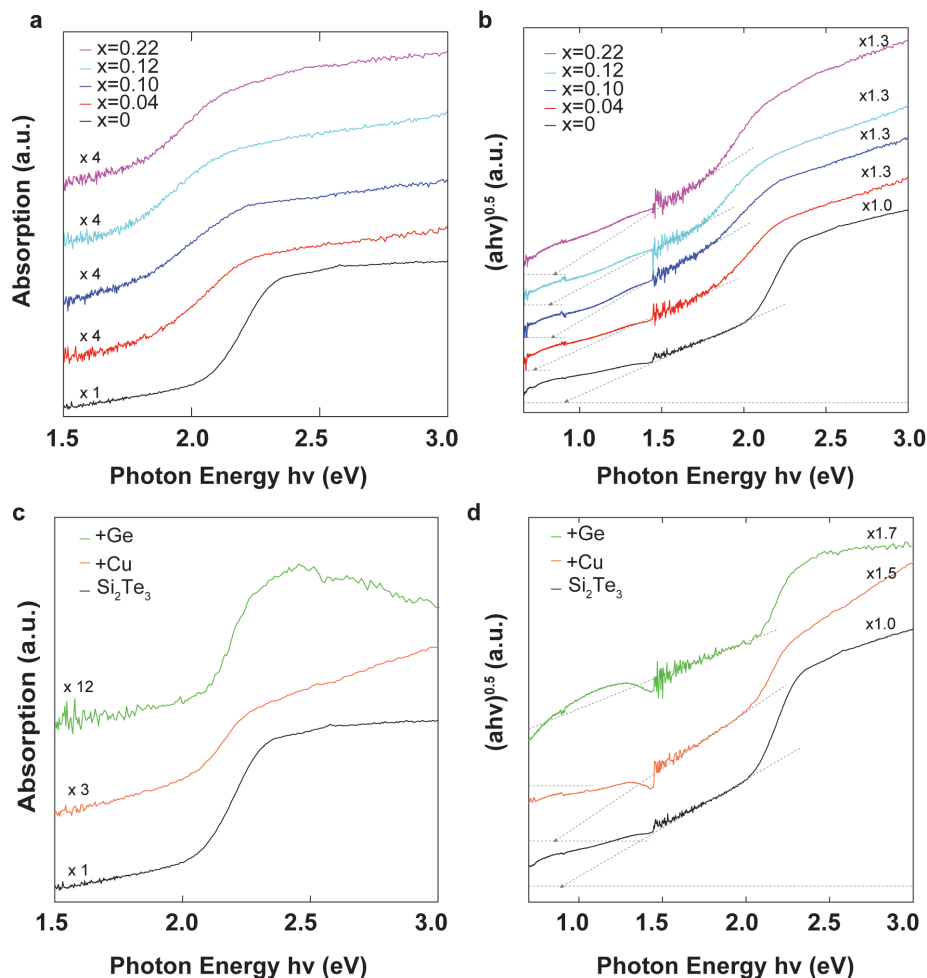 a
x=0.22
x=0.12
x=0.10
x=0.04
x=0
x 4
x 4
x 4
x 4
x 1
Absorption (a.u.)
1.5 2.0 2.5 3.0
Photon Energy hv (eV)
b
x=0.22
x=0.12
x=0.10
x=0.04
x=0
x1.3
x1.3
x1.3
x1.3
x1.0
(ahv)^0.5 (a.u.)
1.0 1.5 2.0 2.5 3.0
Photon Energy hv (eV)
c
+Ge
+Cu
Si₂Te₃
x 12
x 3
x 1
Absorption (a.u.)
1.5 2.0 2.5 3.0
Photon Energy hv (eV)
d
+Ge
+Cu
Si₂Te₃
x1.7
x1.5
x1.0
(ahv)^0.5 (a.u.)
1.0 1.5 2.0 2.5 3.0
Photon Energy hv (eV)